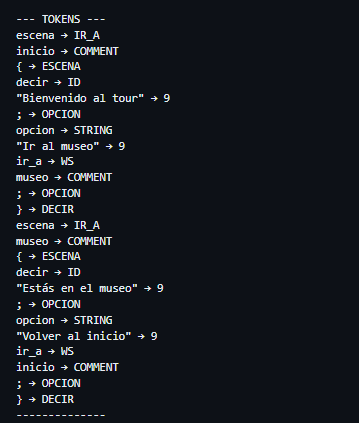 --- TOKENS ---
escena → IR_A
inicio → COMMENT
{ → ESCENA
decir → ID
"Bienvenido al tour" → 9
; → OPCION
opcion → STRING
"Ir al museo" → 9
ir_a → WS
museo → COMMENT
; → OPCION
} → DECIR
escena → IR_A
museo → COMMENT
{ → ESCENA
decir → ID
"Estás en el museo" → 9
; → OPCION
opcion → STRING
"Volver al inicio" → 9
ir_a → WS
inicio → COMMENT
; → OPCION
} → DECIR
--------------